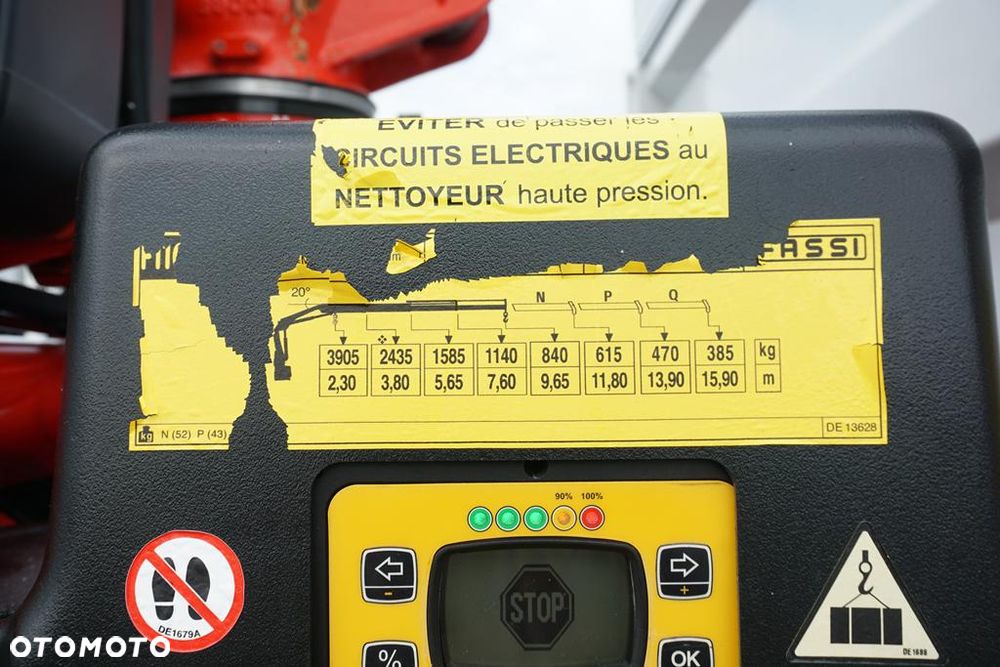 EVITER de passer les
CIRCUITS ELECTRIQUES au
NETTOYEUR haute pression.
FASSI
m
20°
N P Q
3905 2435 1585 1140 840 615 470 385 kg
2,30 3,80 5,65 7,60 9,65 11,80 13,90 15,90 m
kg N (52) P (43)
DE 13628
90% 100%
STOP
-
+
%
OK
DE1679A
DE 1688
OTOMOTO